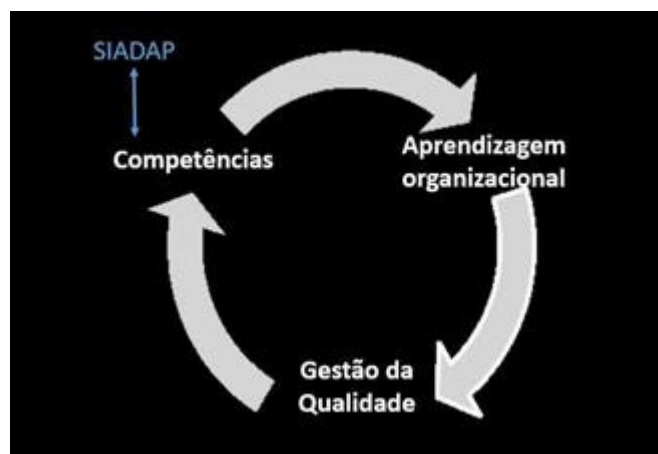 SIADAP
Competências
Aprendizagem
organizacional
Gestão da
Qualidade